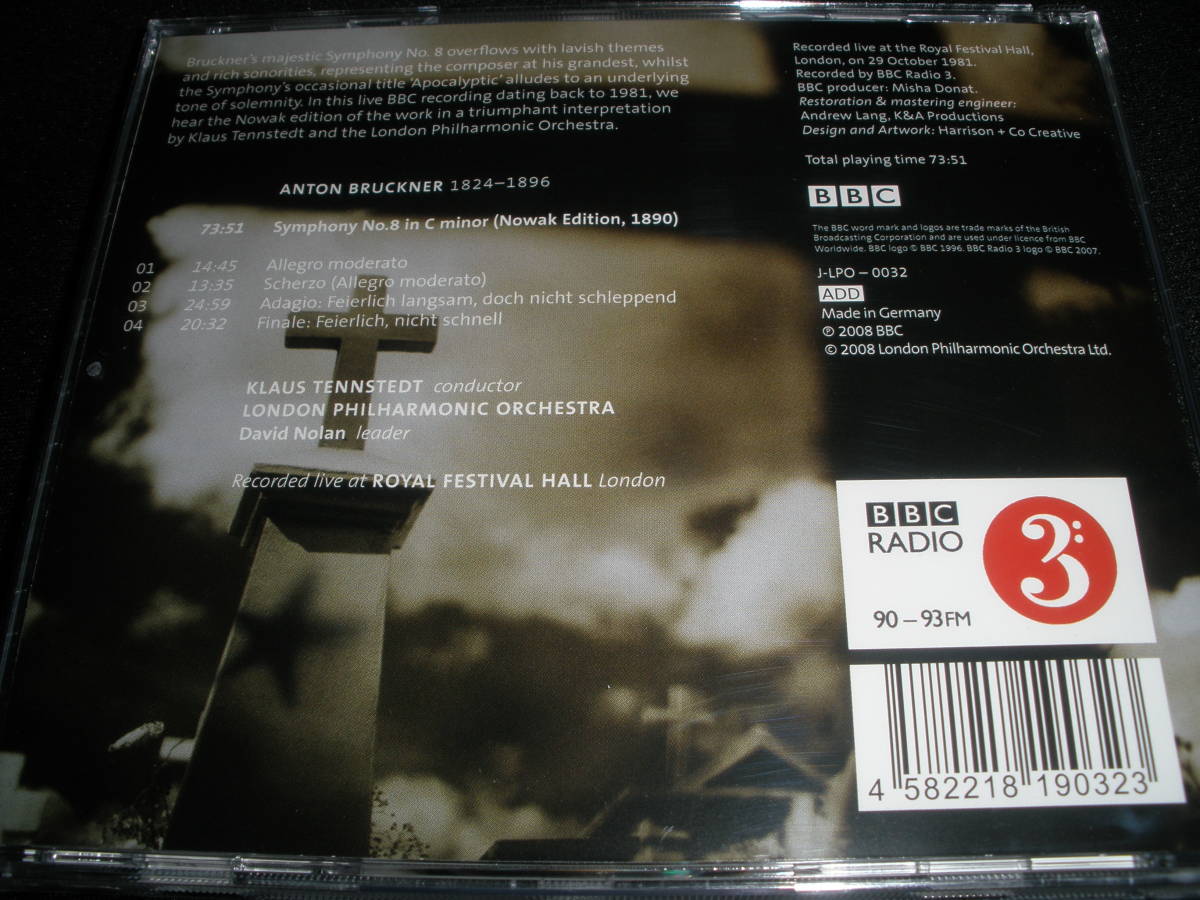 Bruckner's majestic Symphony No. 8 overflows with lavish themes
and rich sonorities, representing the composer at his grandest, whilst
the Symphony's occasional title 'Apocalyptic' alludes to an underlying
tone of solemnity. In this live BBC recording dating back to 1981, we
hear the Nowak edition of the work in a triumphant interpretation
by Klaus Tennstedt and the London Philharmonic Orchestra.
ANTON BRUCKNER 1824–1896
73:51 Symphony No.8 in C minor (Nowak Edition, 1890)
01 14:45 Allegro moderato
02 13:35 Scherzo (Allegro moderato)
03 24:59 Adagio: Feierlich langsam, doch nicht schleppend
04 20:32 Finale: Feierlich, nicht schnell
KLAUS TENNSTEDT conductor
LONDON PHILHARMONIC ORCHESTRA
David Nolan leader
Recorded live at ROYAL FESTIVAL HALL London
Recorded live at the Royal Festival Hall,
London, on 29 October 1981.
Recorded by BBC Radio 3.
BBC producer: Misha Donat.
Restoration & mastering engineer:
Andrew Lang, K&A Productions
Design and Artwork: Harrison + Co Creative
Total playing time 73:51
BBC
The BBC word mark and logos are trade marks of the British
Broadcasting Corporation and are used under licence from BBC
Worldwide. BBC logo © BBC 1996. BBC Radio 3 logo © BBC 2007.
J-LPO – 0032
ADD
Made in Germany
℗ 2008 BBC
© 2008 London Philharmonic Orchestra Ltd.
BBC
RADIO
3
90 – 93 FM
4 582218 190323